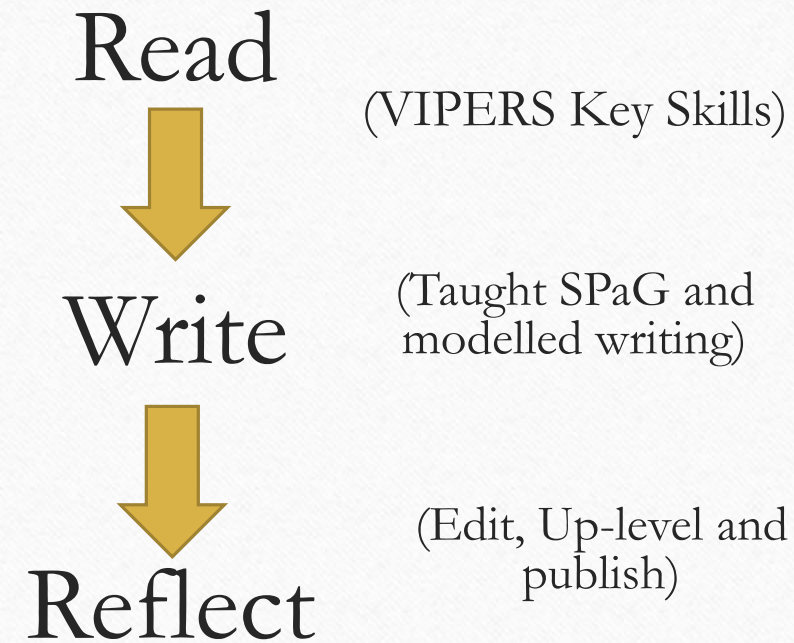 Read
(VIPERS Key Skills)
Write
(Taught SPaG and
modelled writing)
Reflect
(Edit, Up-level and
publish)